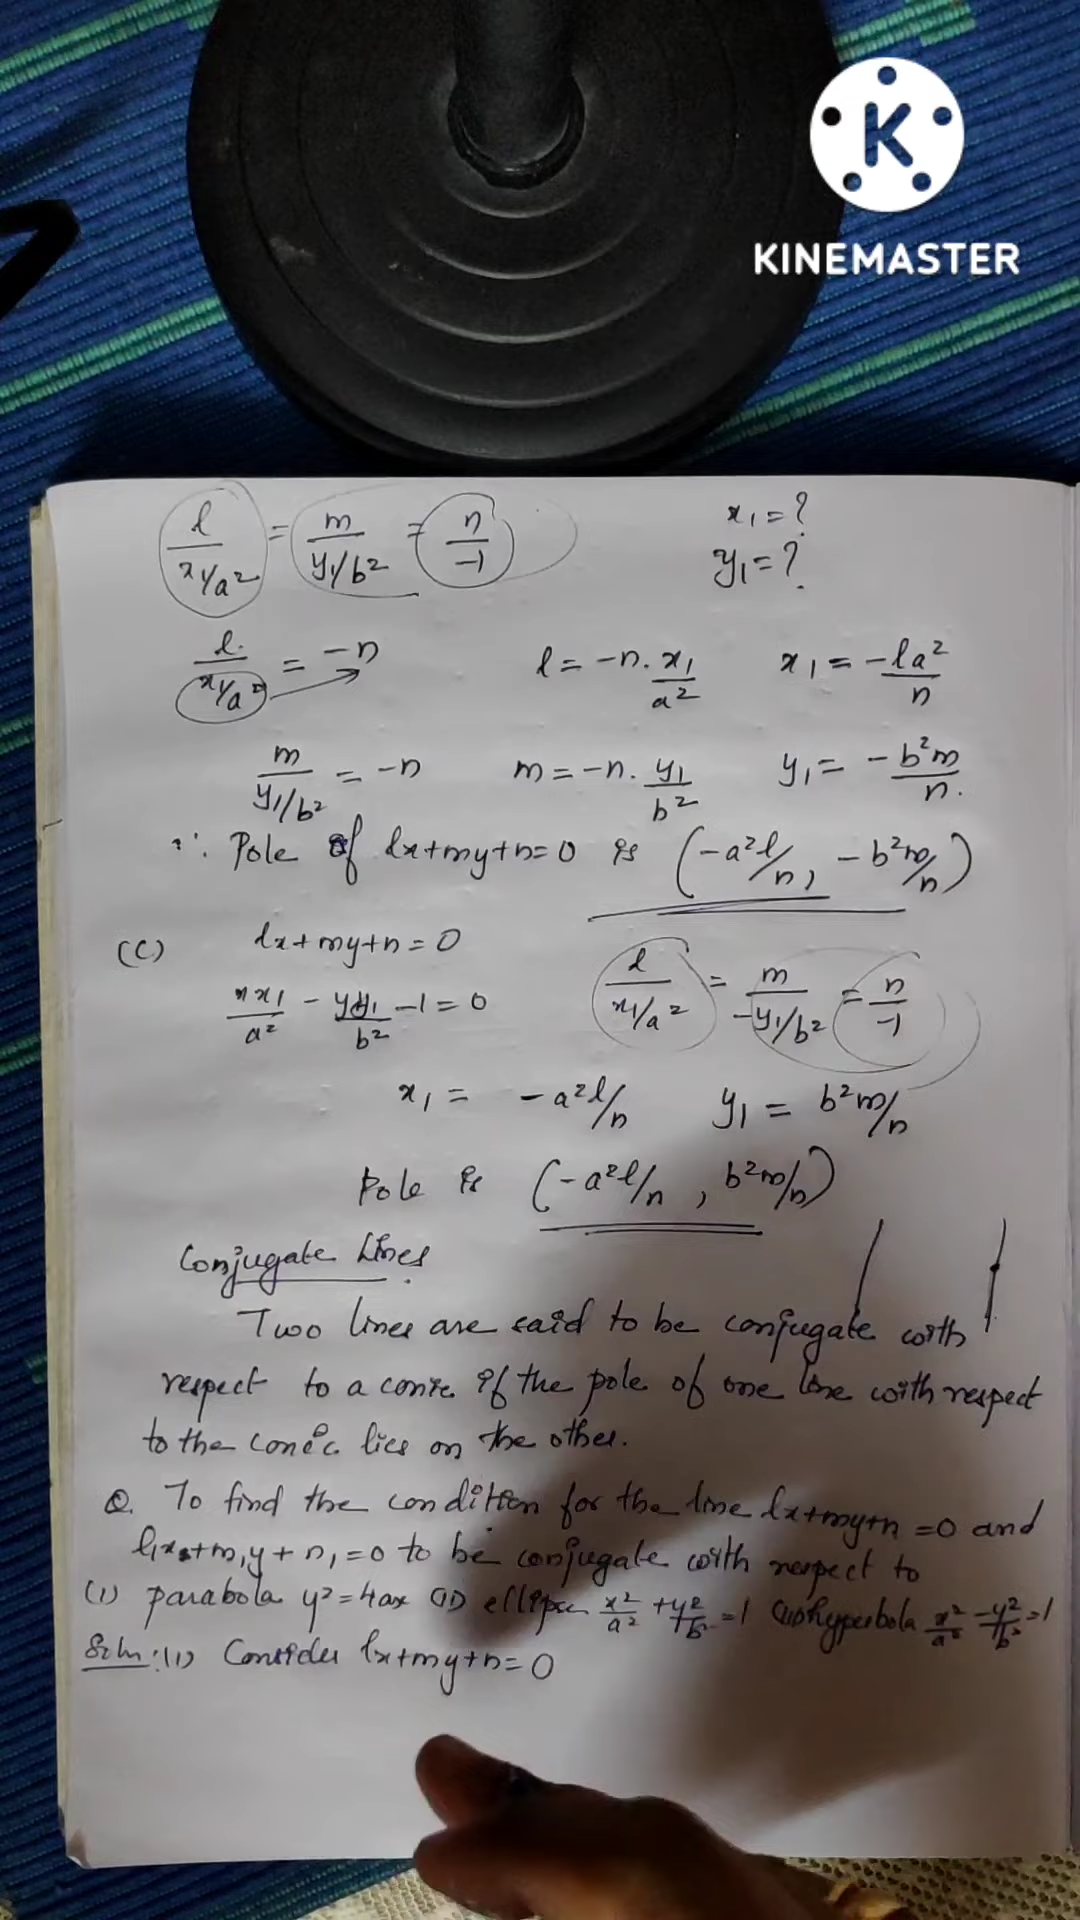 K
KINEMASTER
l/(x1/a²) = m/(y1/b²) = n/-1     x1 = ?
y1 = ?
l/(x1/a²) = -n     l = -n. x1/a²     x1 = -la²/n
m/(y1/b²) = -n     m = -n. y1/b²     y1 = -b²m/n.
∴ Pole of lx+my+n=0 is (-a²l/n, -b²m/n)
(C) lx+my+n=0
xx1/a² - yy1/b² -1=0     l/(x1/a²) = m/(-y1/b²) = n/-1
x1 = -a²l/n     y1 = b²m/n
Pole is (-a²l/n, b²m/n)
Conjugate Lines
Two lines are said to be conjugate with
respect to a conic if the pole of one line with respect
to the conic lies on the other.
Q. To find the condition for the line lx+my+n=0 and
l1x+m1y+n1=0 to be conjugate with respect to
(i) parabola y²=4ax (ii) ellipse x²/a² + y²/b² = 1 (iii) hyperbola x²/a² - y²/b² = 1
Soln: (i) Consider lx+my+n=0